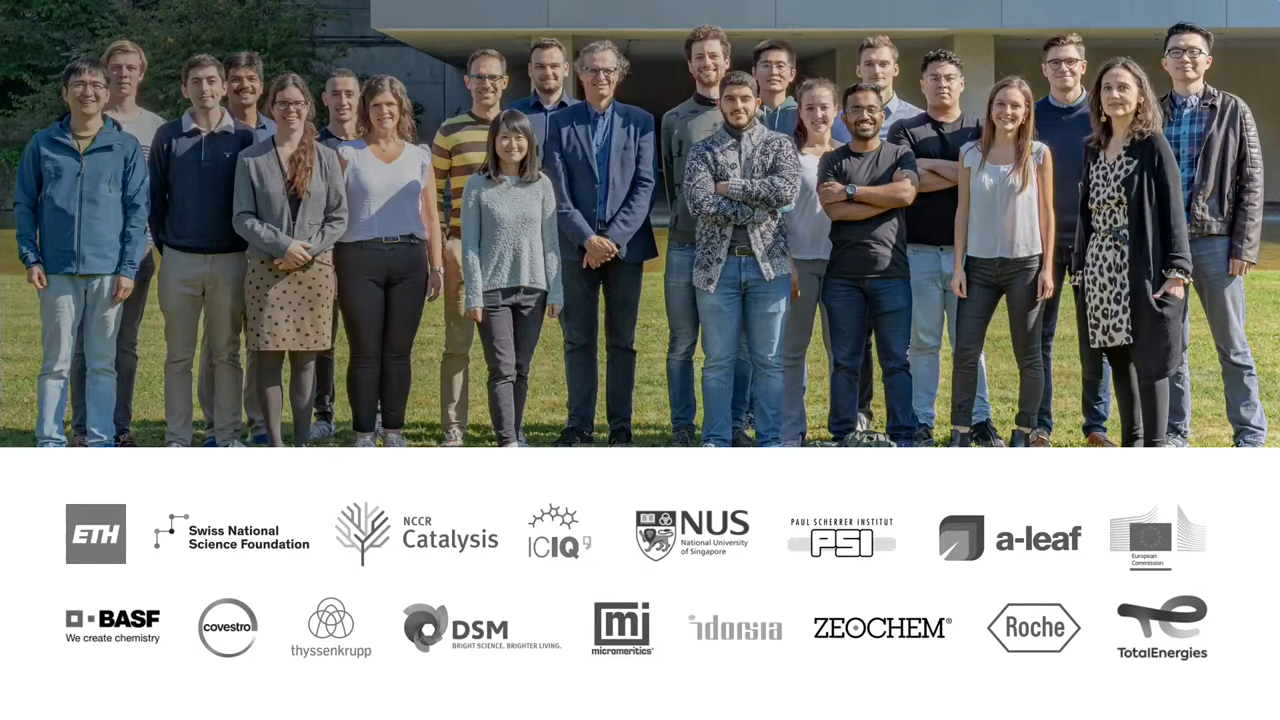 ETH
Swiss National
Science Foundation
NCCR
Catalysis
ICIQ
NUS
National University
of Singapore
PAUL SCHERRER INSTITUT
PSI
a-leaf
European
Commission
BASF
We create chemistry
covestro
thyssenkrupp
DSM
BRIGHT SCIENCE. BRIGHTER LIVING.
mi
micromeritics®
idorsia
ZEOCHEM®
Roche
TotalEnergies